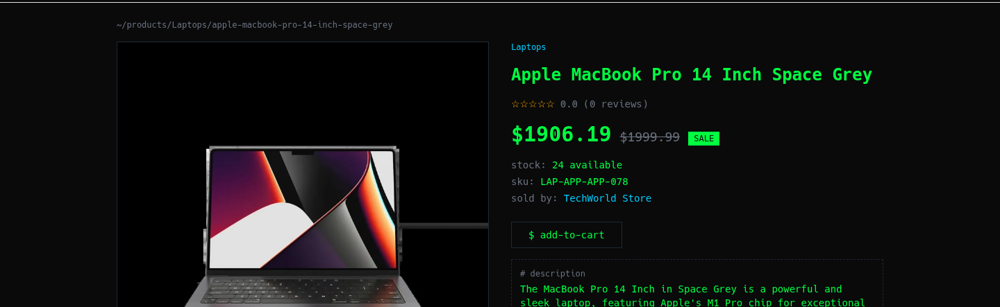 ~/products/Laptops/apple-macbook-pro-14-inch-space-grey
Laptops
Apple MacBook Pro 14 Inch Space Grey
☆☆☆☆☆ 0.0 (0 reviews)
$1906.19 $1999.99 SALE
stock: 24 available
sku: LAP-APP-APP-078
sold by: TechWorld Store
$ add-to-cart
# description
The MacBook Pro 14 Inch in Space Grey is a powerful and
sleek laptop, featuring Apple's M1 Pro chip for exceptional